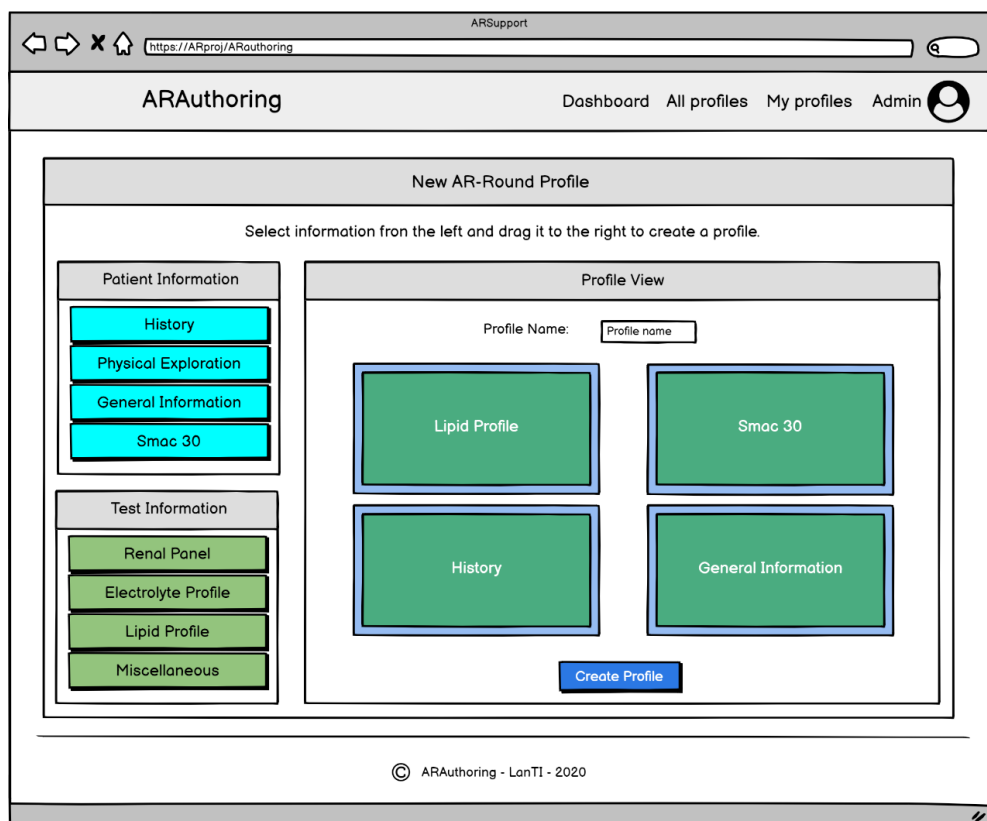 ARSupport
https://ARproj/ARauthoring
ARAuthoring
Dashboard All profiles My profiles Admin
New AR-Round Profile
Select information fron the left and drag it to the right to create a profile.
Patient Information
History
Physical Exploration
General Information
Smac 30
Test Information
Renal Panel
Electrolyte Profile
Lipid Profile
Miscellaneous
Profile View
Profile Name: Profile name
Lipid Profile
Smac 30
History
General Information
Create Profile
© ARAuthoring - LanTI - 2020